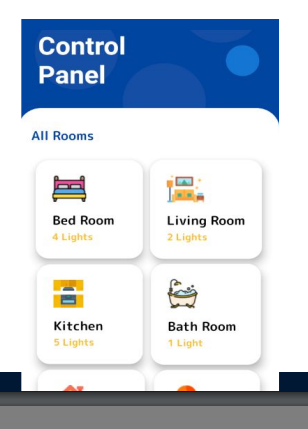 Control
Panel
All Rooms
Bed Room
4 Lights
Living Room
2 Lights
Kitchen
5 Lights
Bath Room
1 Light